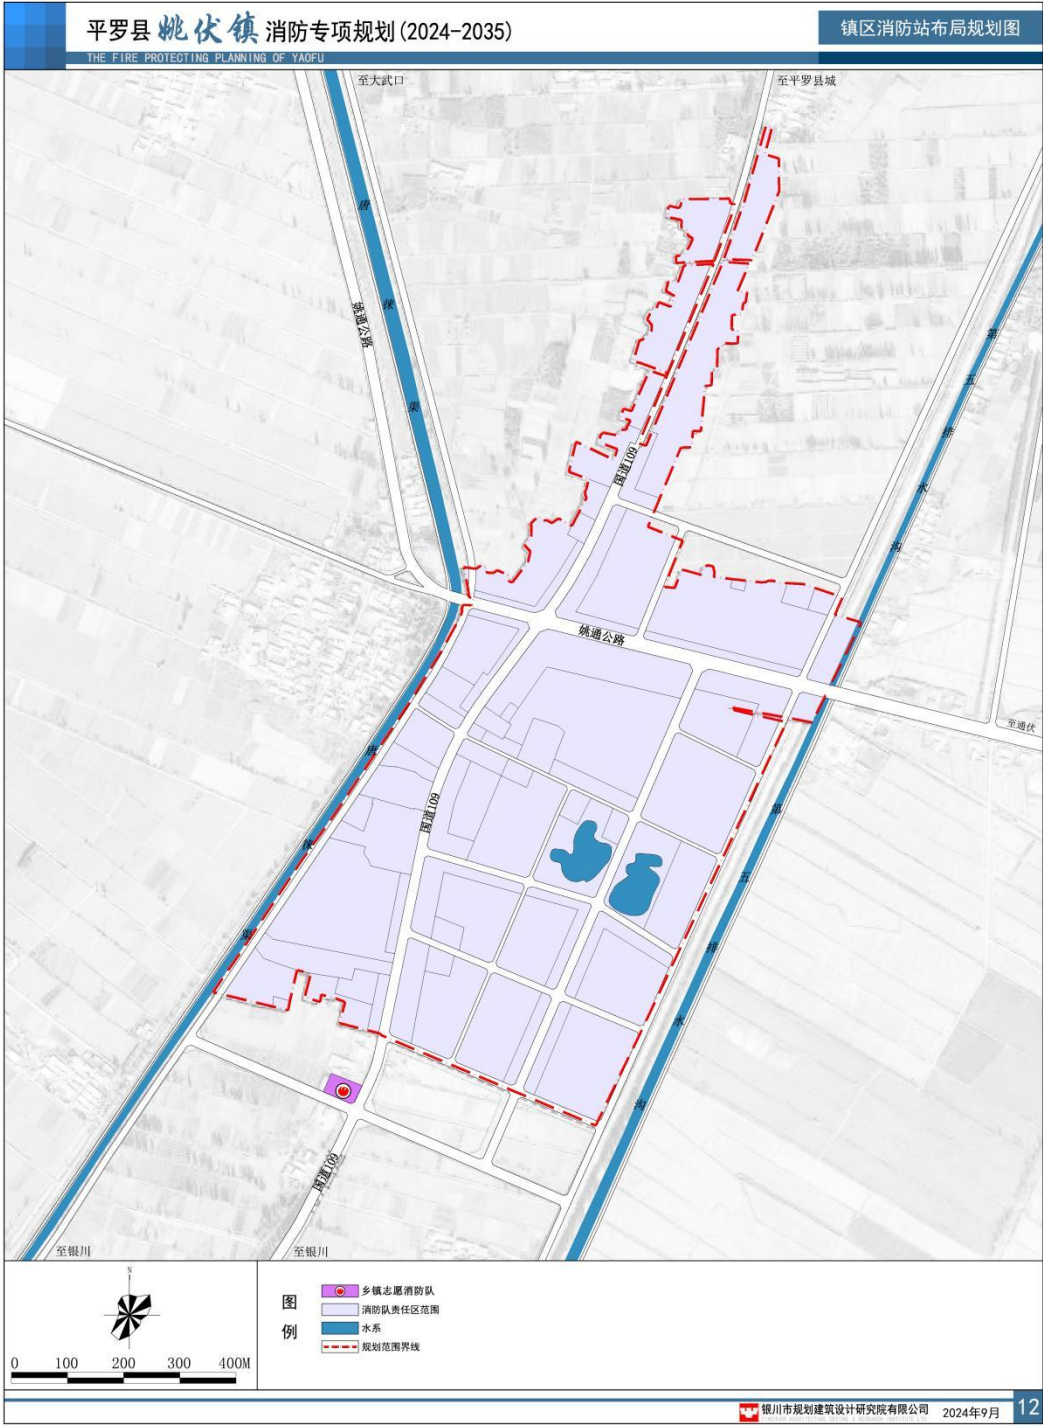 平罗县 姚伏镇 消防专项规划(2024-2035)
镇区消防站布局规划图
THE FIRE PROTECTING PLANNING OF YAOFU
至大武口
至平罗县城
唐
徕
渠
姚通公路
第
五
排
水
沟
国道109
姚通公路
至通伏
唐
徕
渠
国道109
第
五
排
水
沟
国道109
至银川
至银川
N
0 100 200 300 400M
图
例
乡镇志愿消防队
消防队责任区范围
水系
规划范围界线
银川市规划建筑设计研究院有限公司
2024年9月
12